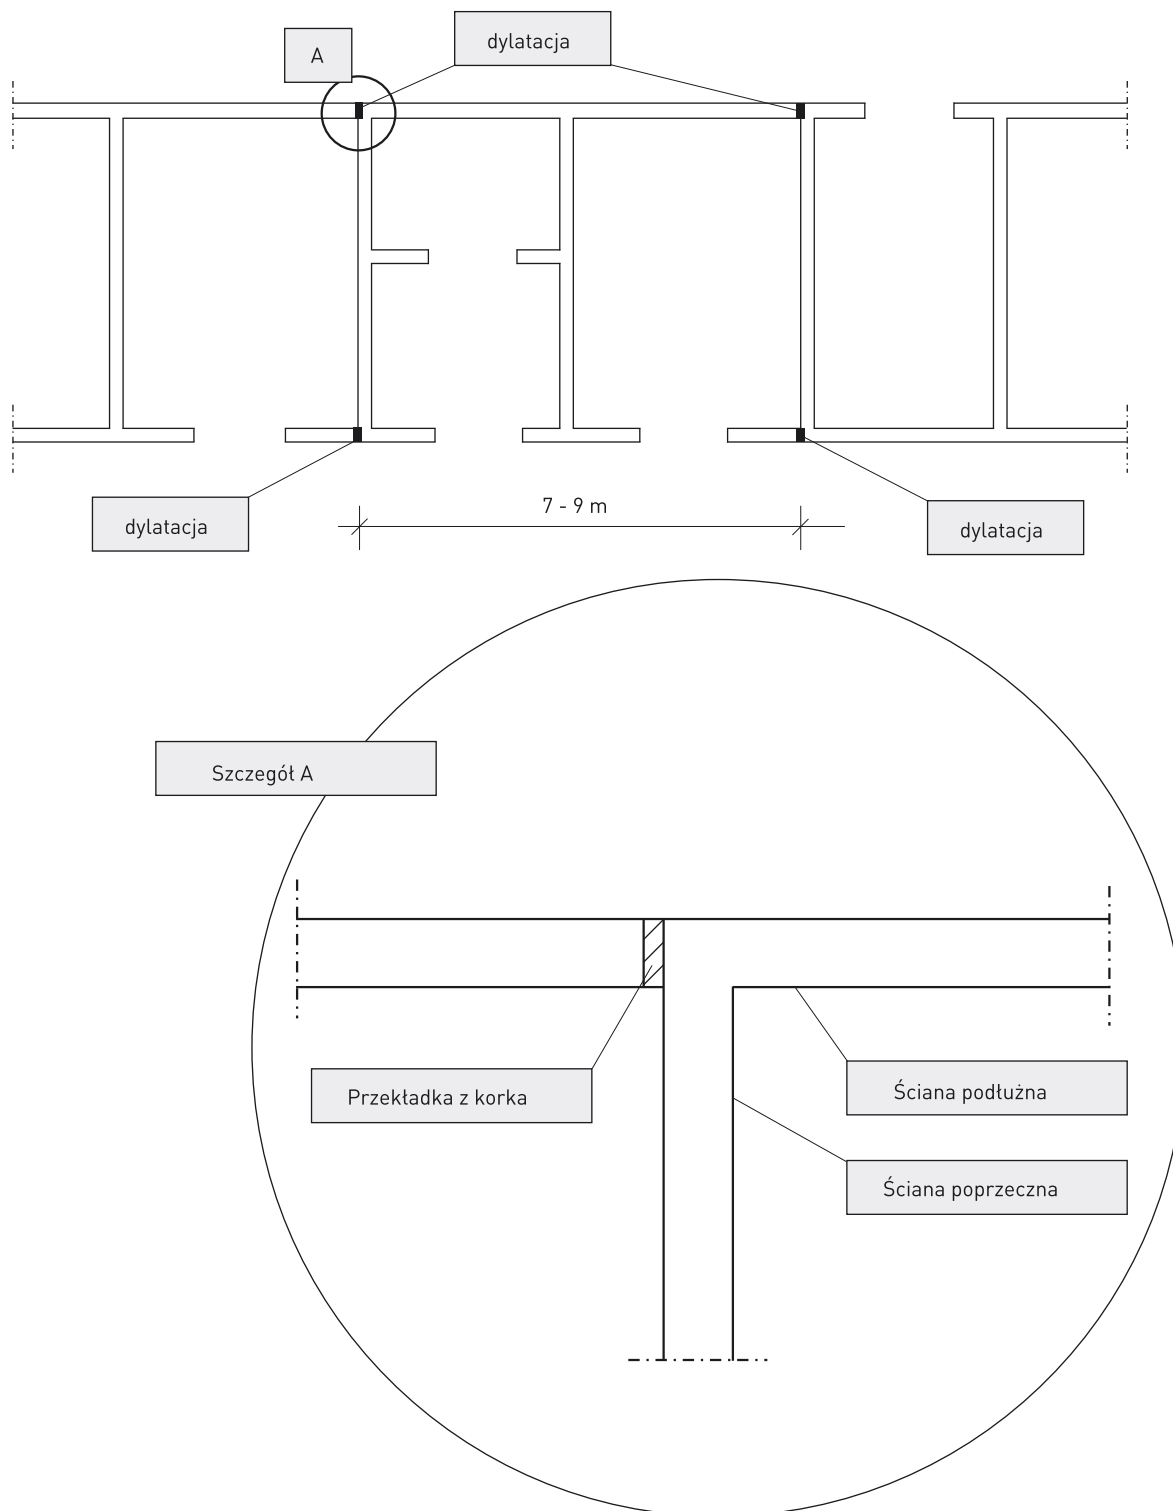 dylatacja
A
7 - 9 m
dylatacja
dylatacja
Szczegół A
Przekładka z korka
Ściana podłużna
Ściana poprzeczna